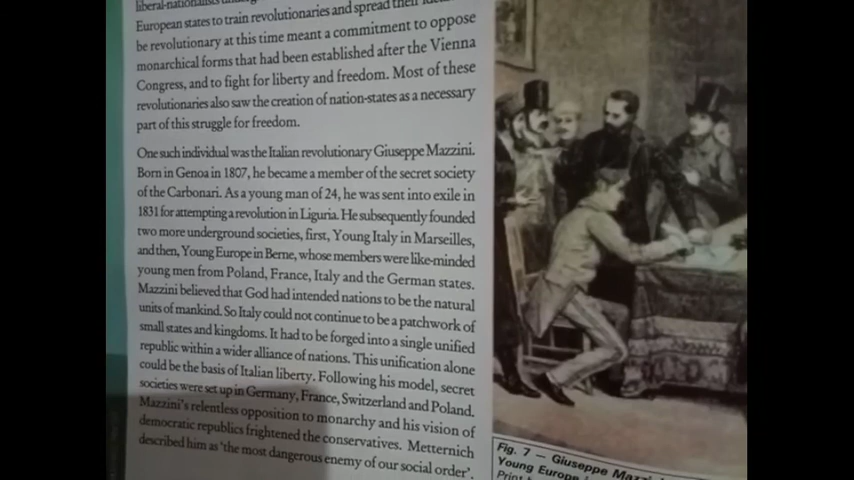 liberal-nationalists
European states to train revolutionaries and spread their
be revolutionary at this time meant a commitment to oppose
monarchical forms that had been established after the Vienna
Congress, and to fight for liberty and freedom. Most of these
revolutionaries also saw the creation of nation-states as a necessary
part of this struggle for freedom.
One such individual was the Italian revolutionary Giuseppe Mazzini.
Born in Genoa in 1807, he became a member of the secret society
of the Carbonari. As a young man of 24, he was sent into exile in
1831 for attempting a revolution in Liguria. He subsequently founded
two more underground societies, first, Young Italy in Marseilles,
and then, Young Europe in Berne, whose members were like-minded
young men from Poland, France, Italy and the German states.
Mazzini believed that God had intended nations to be the natural
units of mankind. So Italy could not continue to be a patchwork of
small states and kingdoms. It had to be forged into a single unified
republic within a wider alliance of nations. This unification alone
could be the basis of Italian liberty. Following his model, secret
societies were set up in Germany, France, Switzerland and Poland.
Mazzini's relentless opposition to monarchy and his vision of
democratic republics frightened the conservatives. Metternich
described him as 'the most dangerous enemy of our social order'.
Fig. 7 — Giuseppe
Young Europe
Print